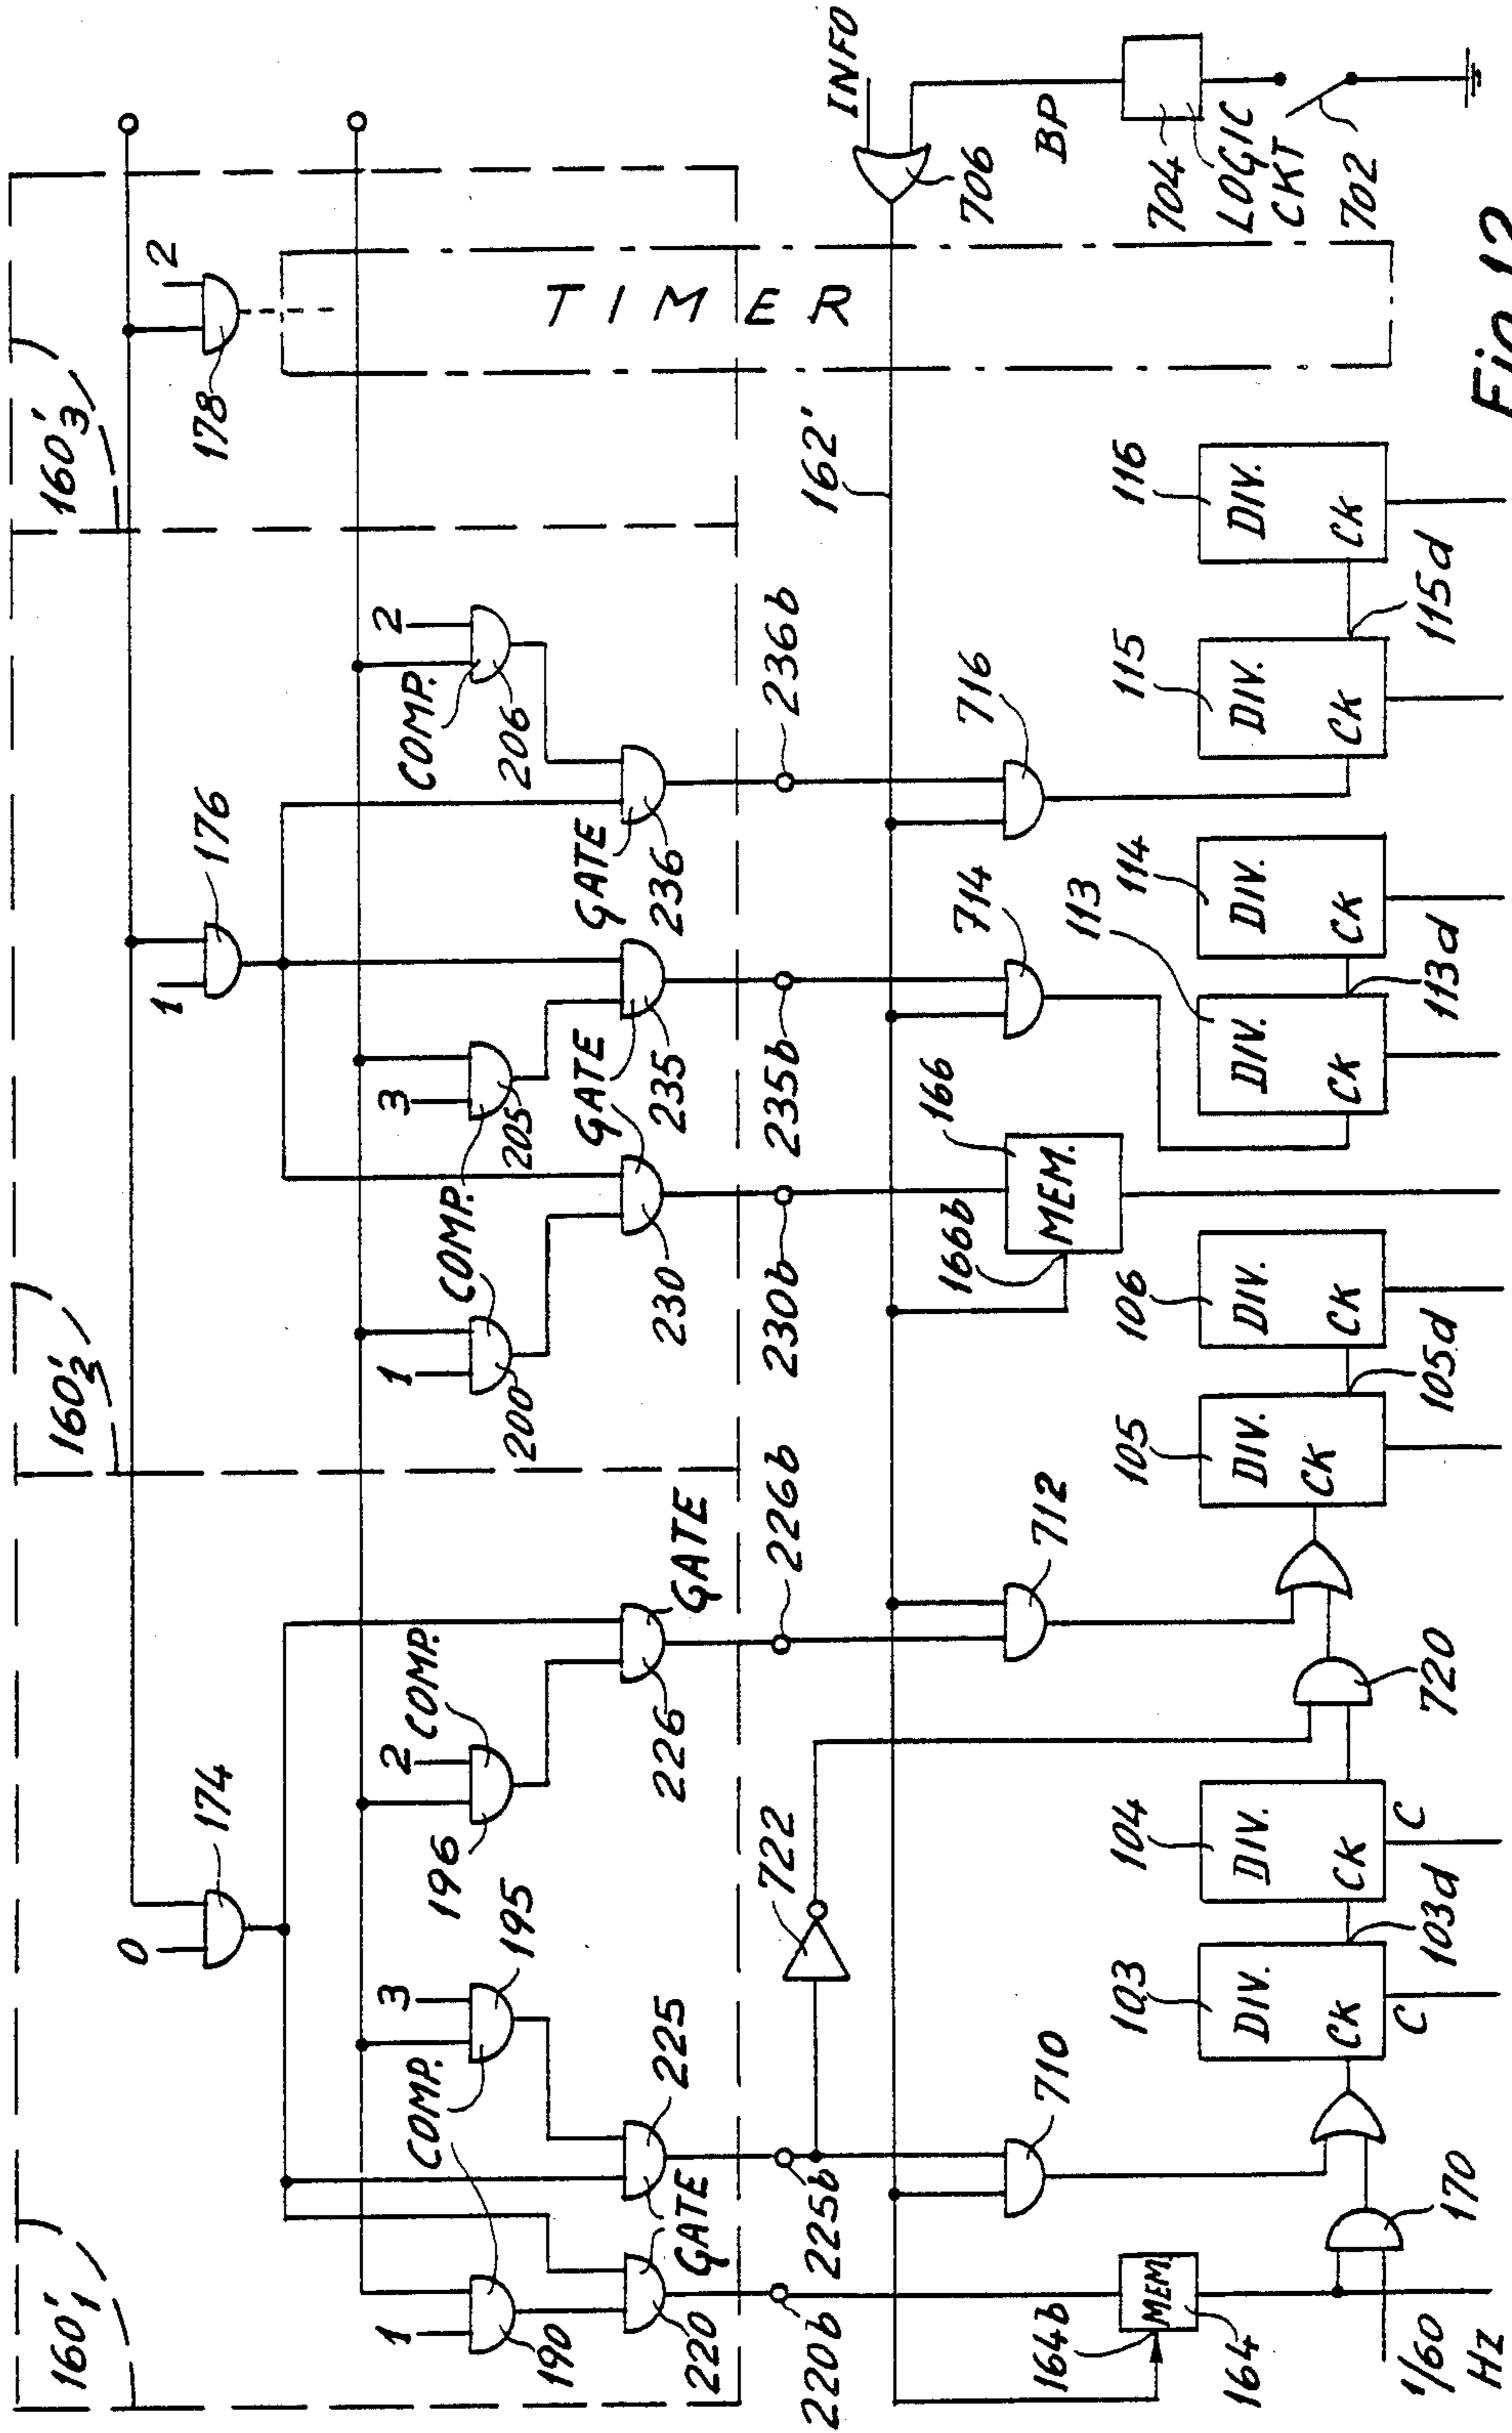 160'1
160'2
160'3
0
174
1
176
2
178
1
COMP.
190
3
195
2
COMP.
196
1
COMP.
200
3
COMP.
205
2
COMP.
206
GATE
220
225
GATE
226
GATE
230
235
GATE
236
TIMER
220b
225b
722
226b
230b
235b
236b
162'
INFO
706
BP
704
LOGIC
CKT
702
164b
MEM.
164
710
712
166b
MEM.
166
714
716
1/60
Hz
170
103
DIV.
CK
C
103d
104
DIV.
CK
C
720
105
DIV.
CK
105d
106
DIV.
CK
113
DIV.
CK
113d
114
DIV.
CK
115
DIV.
CK
115d
116
DIV.
CK